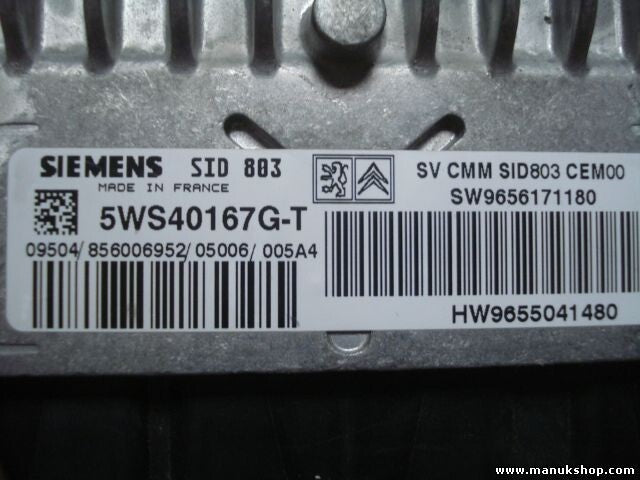 SIEMENS SID 803
MADE IN FRANCE
5WS40167G-T
09504/856006952/05006/005A4
SV CMM SID803 CEM00
SW9656171180
HW9655041480
www.manukshop.com